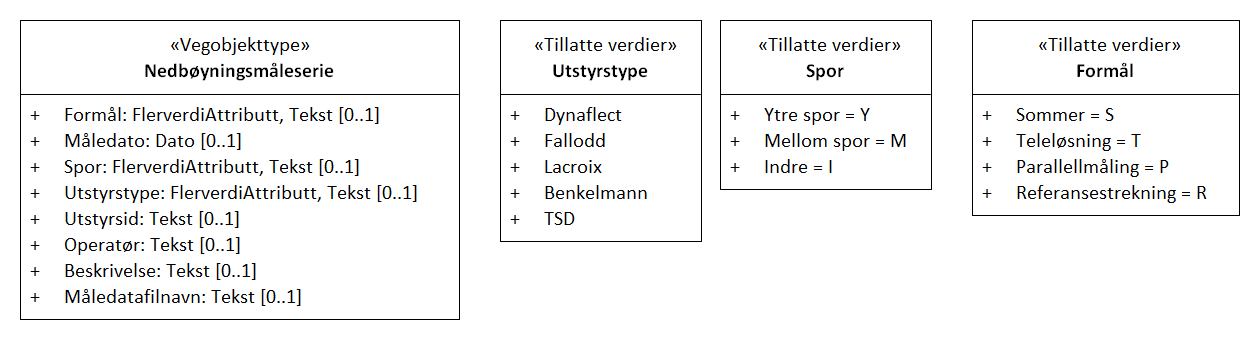 «Vegobjekttype»
Nedbøyningsmåleserie
+ Formål: FlerverdiAttributt, Tekst [0..1]
+ Måledato: Dato [0..1]
+ Spor: FlerverdiAttributt, Tekst [0..1]
+ Utstyrstype: FlerverdiAttributt, Tekst [0..1]
+ Utstyrsid: Tekst [0..1]
+ Operatør: Tekst [0..1]
+ Beskrivelse: Tekst [0..1]
+ Måledatafilnavn: Tekst [0..1]
«Tillatte verdier»
Utstyrstype
+ Dynaflect
+ Fallodd
+ Lacroix
+ Benkelmann
+ TSD
«Tillatte verdier»
Spor
+ Ytre spor = Y
+ Mellom spor = M
+ Indre = I
«Tillatte verdier»
Formål
+ Sommer = S
+ Teleløsning = T
+ Parallellmåling = P
+ Referansestrekning = R